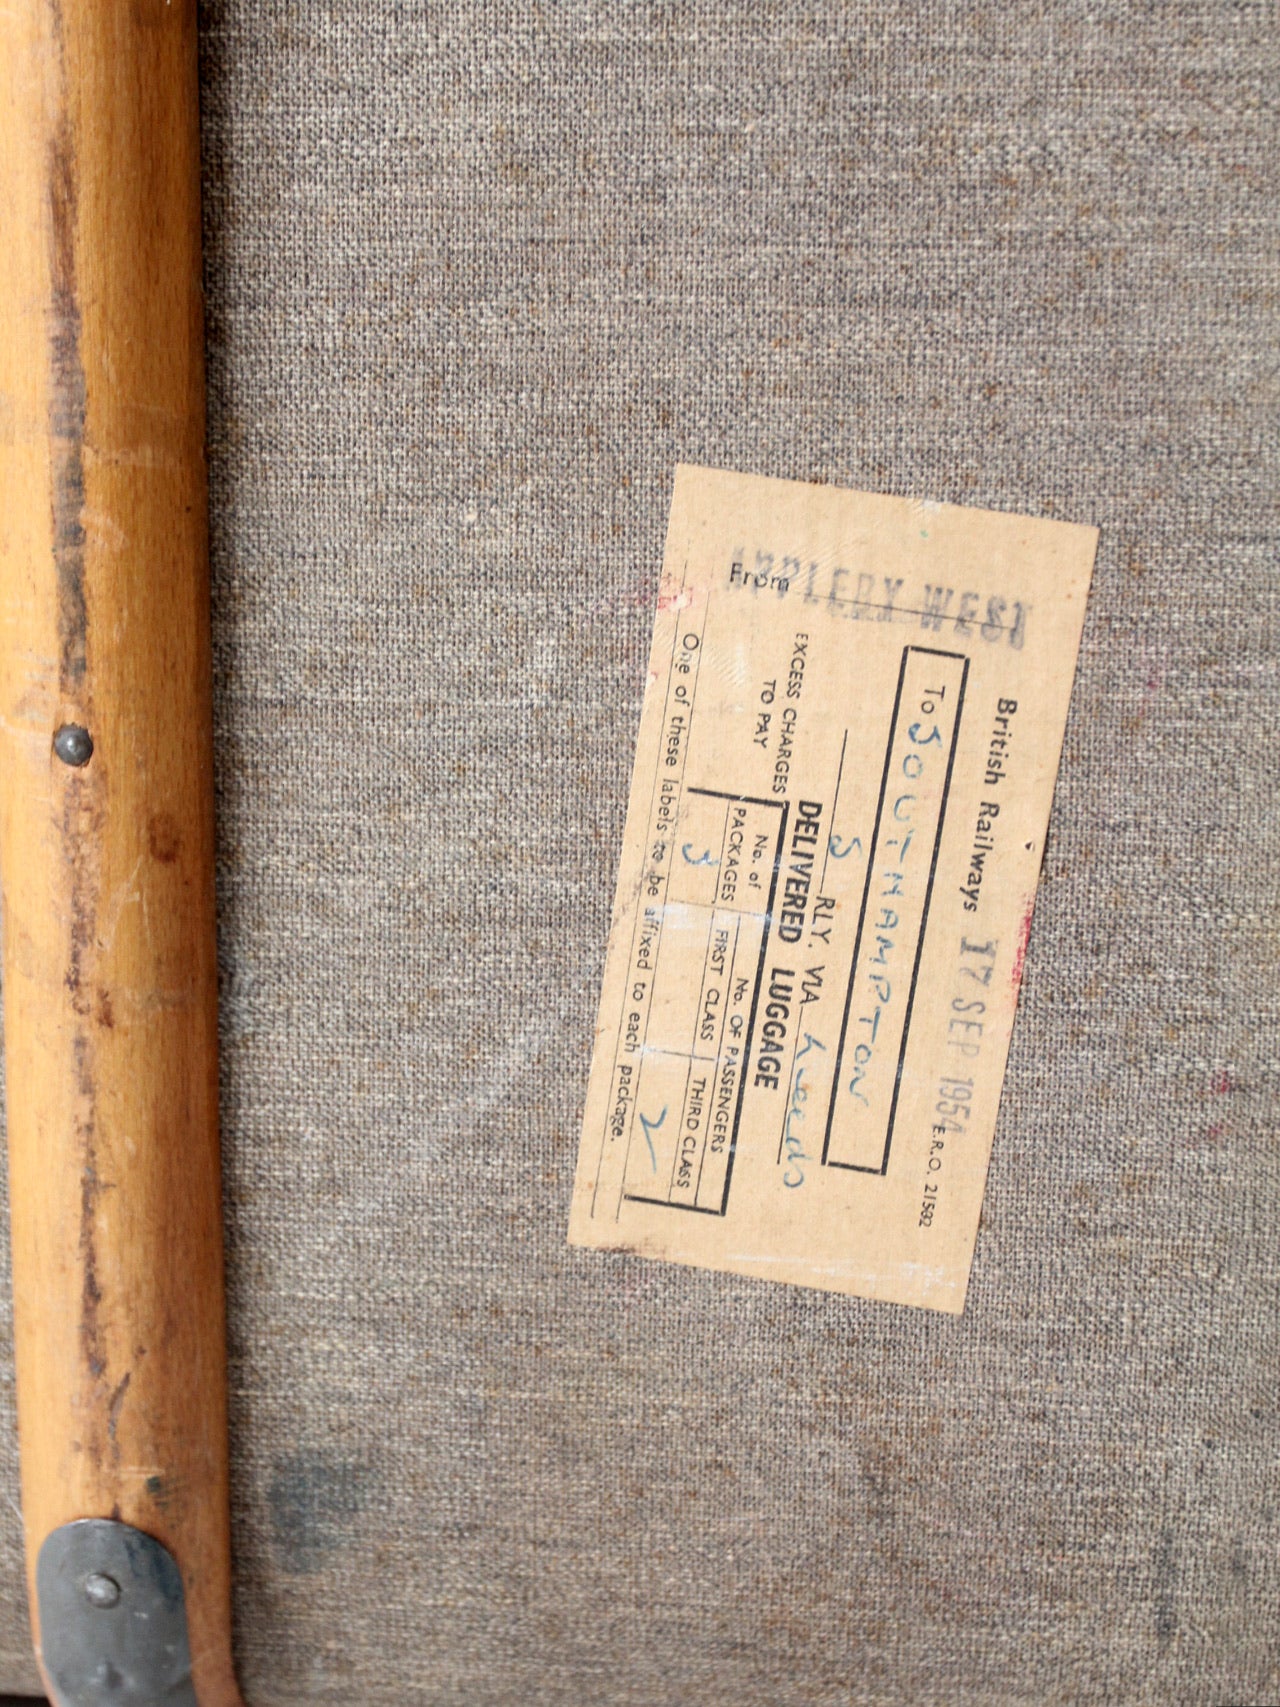 British Railways 17 SEP 1954 E.R.O. 21502
To SOUTHAMPTON
S RLY. VIA Leeds
DELIVERED LUGGAGE
EXCESS CHARGES
TO PAY
No. of
PACKAGES
3
No. OF PASSENGERS
FIRST CLASS
THIRD CLASS
2
From APPLEBY WEST
One of these labels to be affixed to each package.